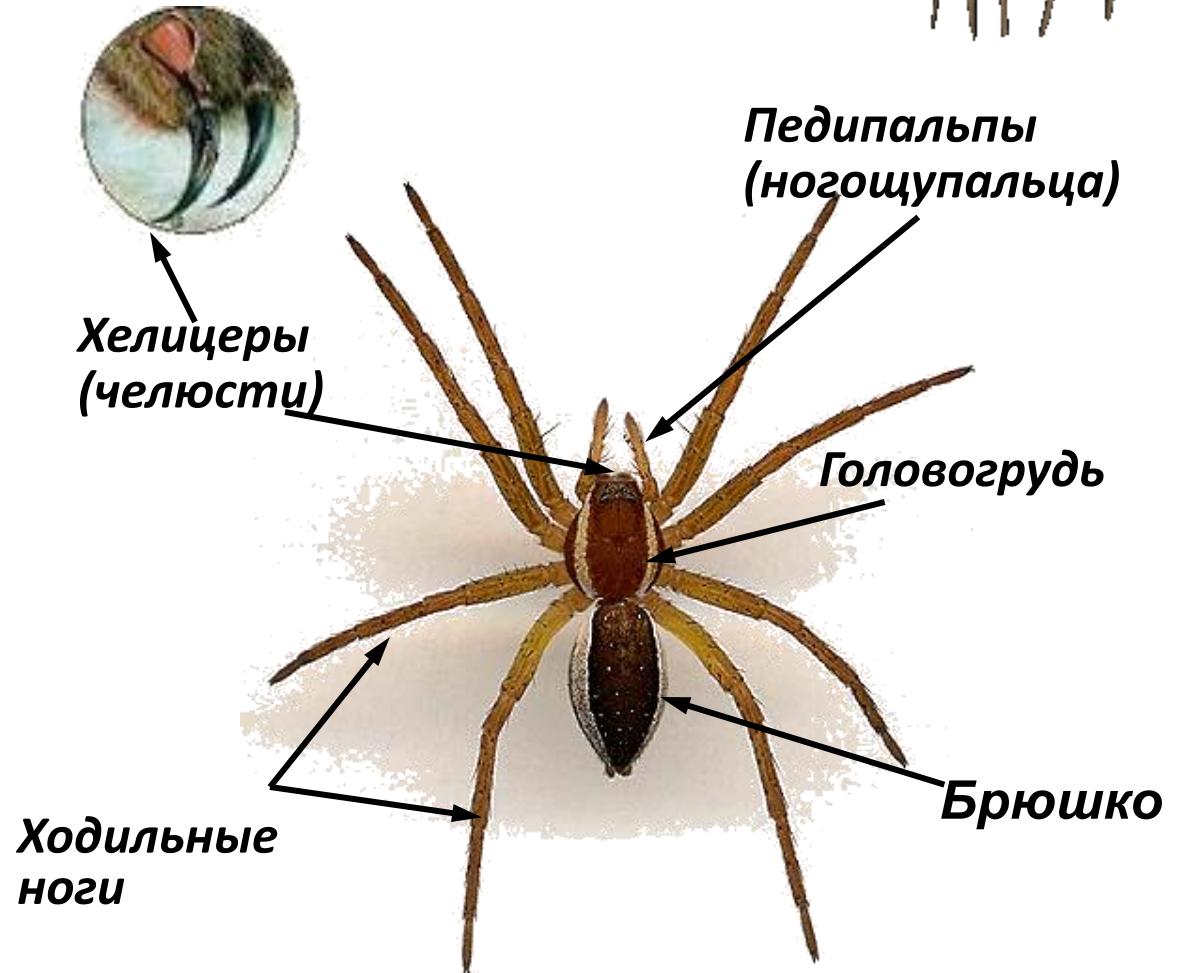 Педипальпы
(ногощупальца)
Хелицеры
(челюсти)
Головогрудь
Брюшко
Ходильные
ноги